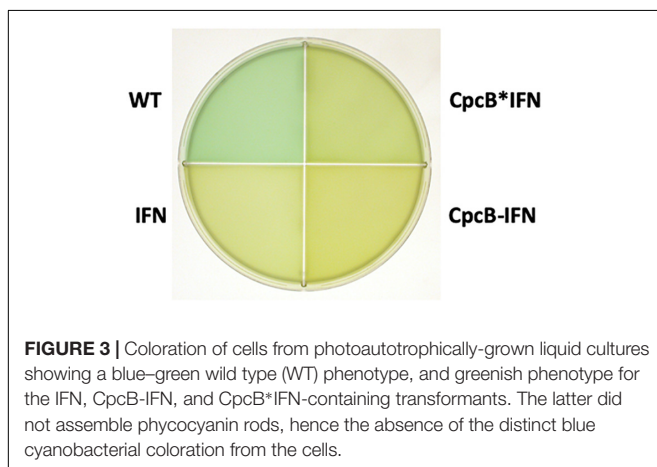 WT
CpcB*IFN
IFN
CpcB-IFN
FIGURE 3 | Coloration of cells from photoautotrophically-grown liquid cultures
showing a blue–green wild type (WT) phenotype, and greenish phenotype for
the IFN, CpcB-IFN, and CpcB*IFN-containing transformants. The latter did
not assemble phycocyanin rods, hence the absence of the distinct blue
cyanobacterial coloration from the cells.